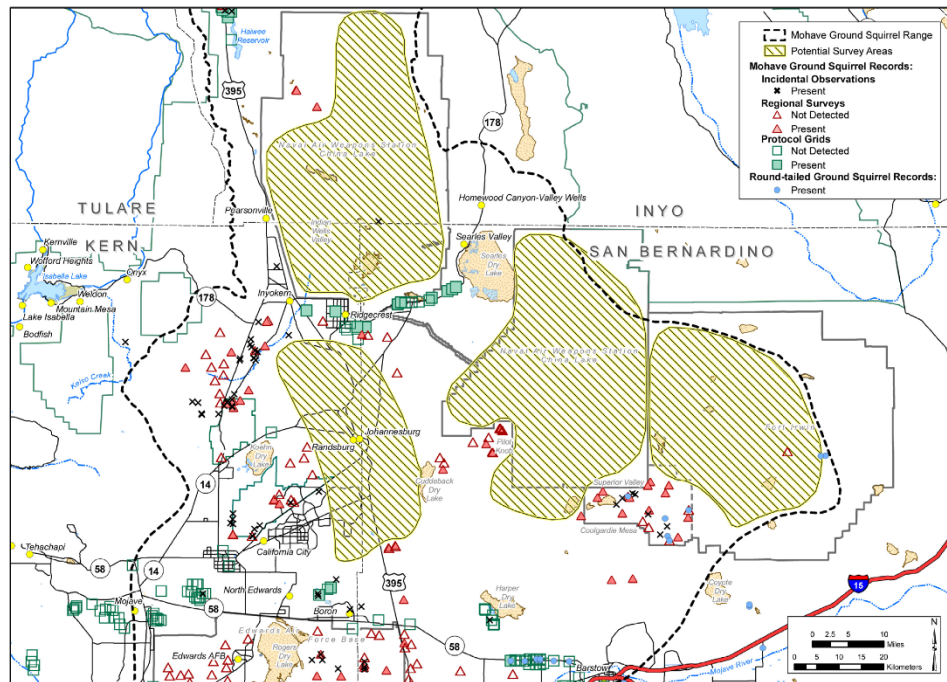 Mohave Ground Squirrel Range
Potential Survey Areas
Mohave Ground Squirrel Records:
Incidental Observations
Present
Regional Surveys
Not Detected
Present
Protocol Grids
Not Detected
Present
Round-tailed Ground Squirrel Records:
Present
Haiwee
Reservoir
395
178
Naval Air Weapons Station
China Lake
TULARE
KERN
INYO
SAN BERNARDINO
Pearsonville
Homewood Canyon-Valley Wells
Indian
Wells
Valley
Searles Valley
Searles
Dry
Lake
Kernville
Wofford Heights
Isabella Lake
Weldon
Onyx
Mountain Mesa
Lake Isabella
Bodfish
178
Inyokern
Ridgecrest
Kelso Creek
Naval Air Weapons Station
China Lake
Fort Irwin
Johannesburg
Randsburg
Koehn
Dry
Lake
Cuddeback
Dry
Lake
Pilot
Knob
Superior Valley
Coolgardie Mesa
14
California City
Tehachapi
58
14
Mojave
North Edwards
58
Boron
395
Harper
Dry
Lake
Coyote
Dry
Lake
15
Edwards Air
Force Base
Edwards AFB
Rogers
Dry
Lake
58
Barstow
Mojave River
0 2.5 5 10
Miles
0 5 10 15 20
Kilometers